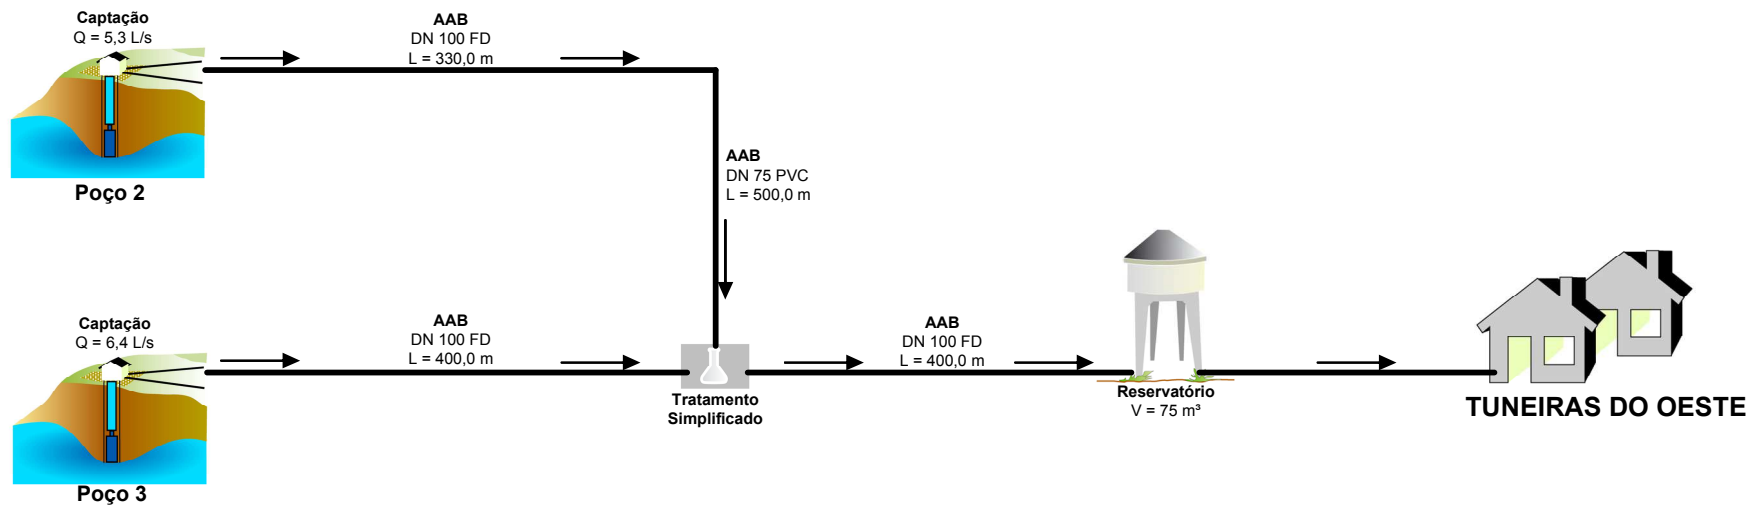 Captação
Q = 5,3 L/s
Poço 2
AAB
DN 100 FD
L = 330,0 m
AAB
DN 75 PVC
L = 500,0 m
Captação
Q = 6,4 L/s
Poço 3
AAB
DN 100 FD
L = 400,0 m
Tratamento
Simplificado
AAB
DN 100 FD
L = 400,0 m
Reservatório
V = 75 m³
TUNEIRAS DO OESTE